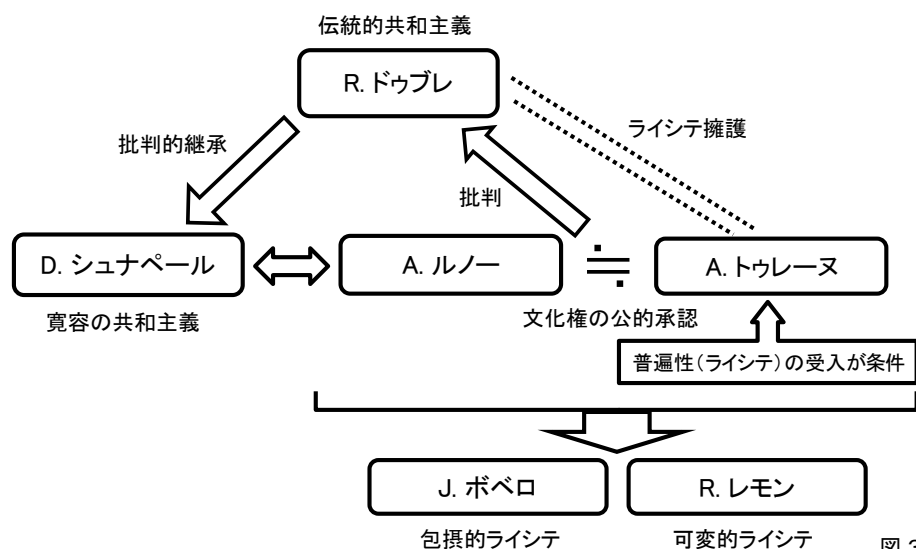 伝統的共和主義
R. ドゥブレ
批判的継承
批判
ライシテ擁護
D. シュナペール
A. ルノー
≒
A. トゥレーヌ
寛容の共和主義
文化権の公的承認
普遍性(ライシテ)の受入が条件
J. ボベロ
R. レモン
包摂的ライシテ
可変的ライシテ
図